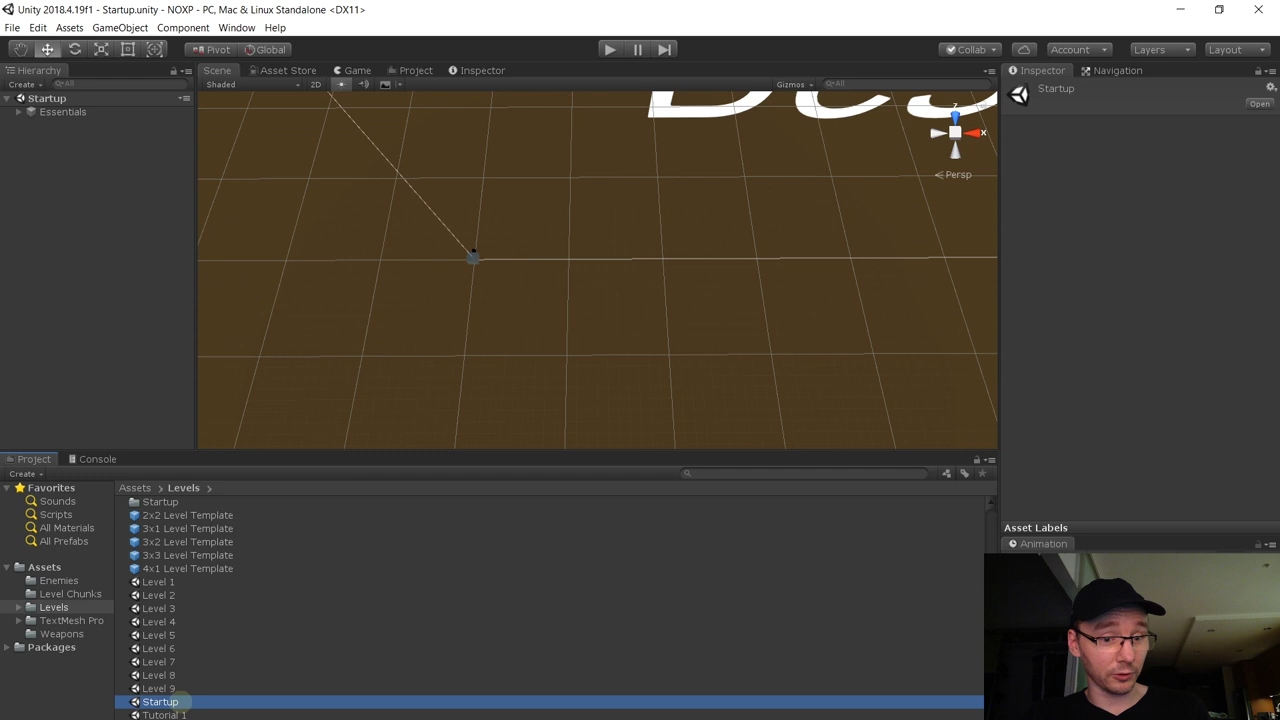 Unity 2018.4.19f1 - Startup.unity - NOXP - PC, Mac & Linux Standalone <DX11>
File Edit Assets GameObject Component Window Help
Pivot Global Collab Account Layers Layout
Hierarchy Scene Asset Store Game Project Inspector Inspector Navigation
Create All Shaded 2D Gizmos All
Startup Startup
Open
Essentials
z
x
Persp
Project Console
Create
Favorites Assets Levels
Sounds Startup
Scripts 2x2 Level Template
All Materials 3x1 Level Template Asset Labels
All Prefabs 3x2 Level Template Animation
3x3 Level Template
Assets 4x1 Level Template
Enemies Level 1
Level Chunks Level 2
Levels Level 3
TextMesh Pro Level 4
Weapons Level 5
Packages Level 6
Level 7
Level 8
Level 9
Startup
Tutorial 1